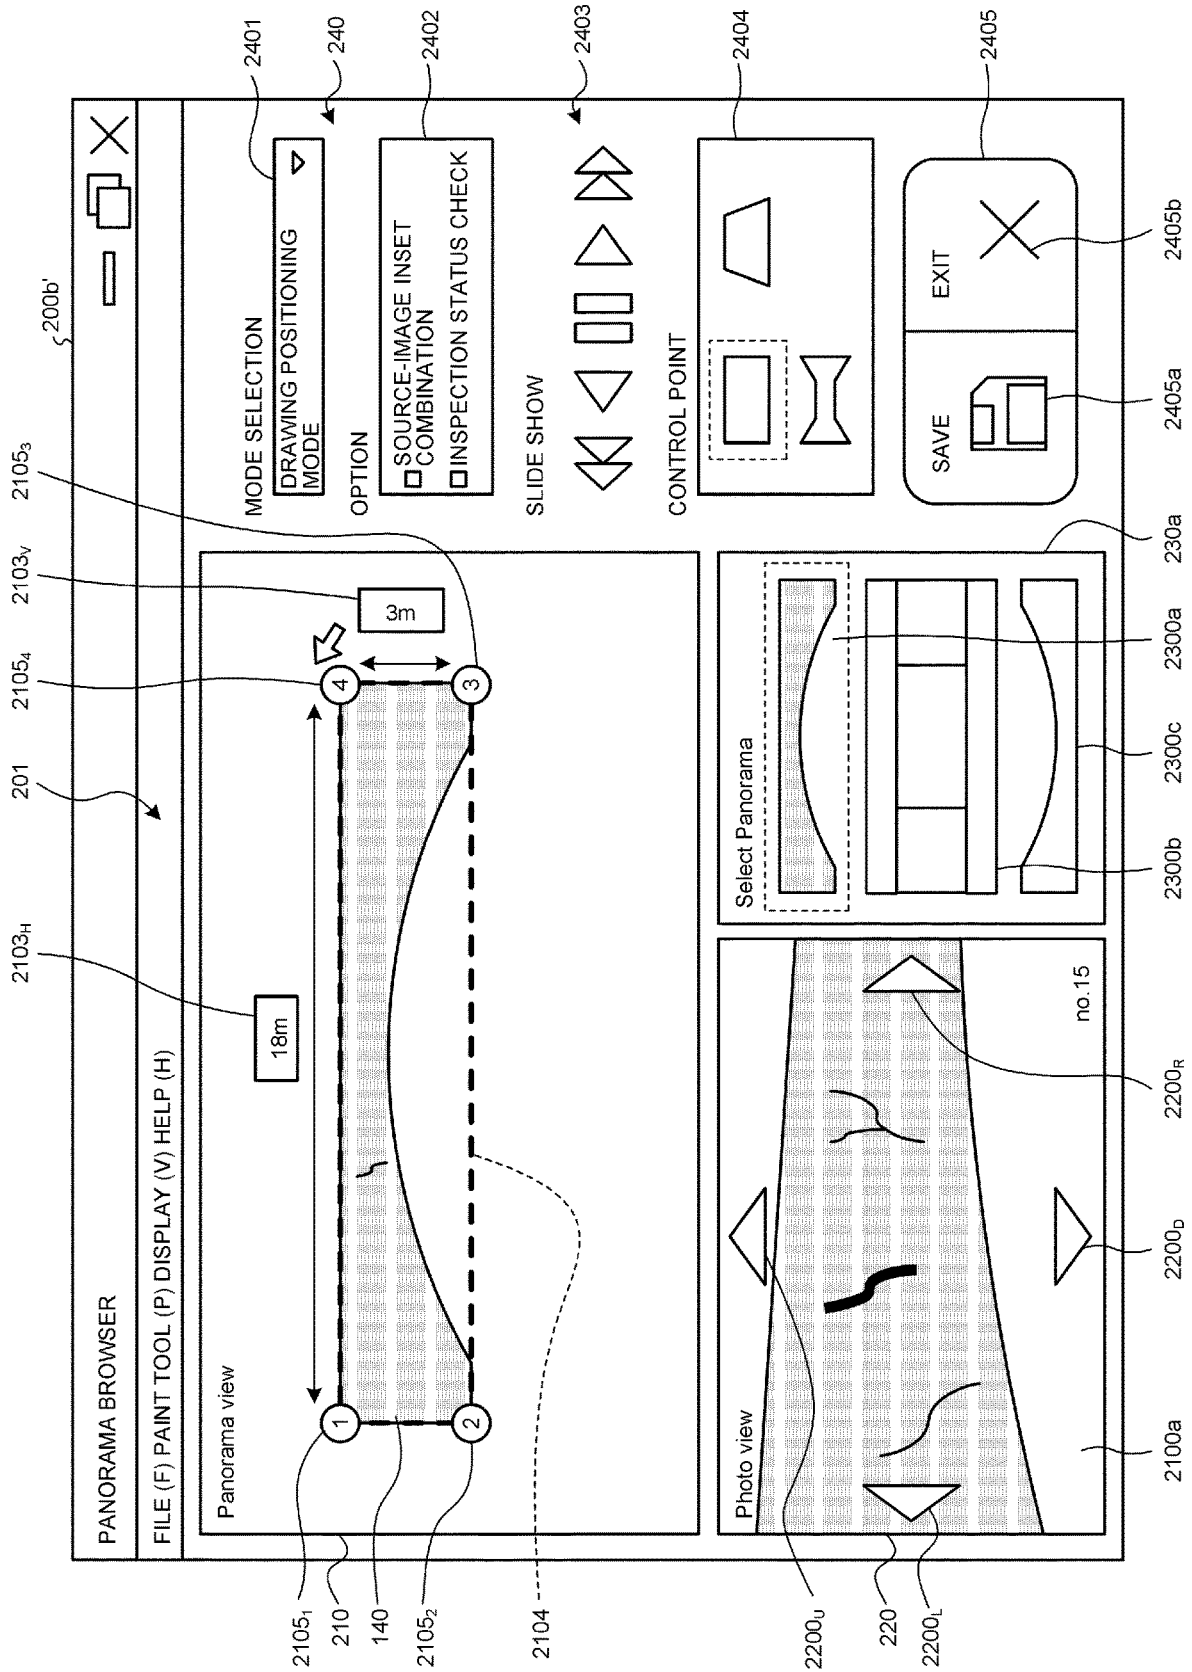 200b'
PANORAMA BROWSER
FILE (F) PAINT TOOL (P) DISPLAY (V) HELP (H)
201
2103H
2105₄
2103V
2105₃
2401
240
2402
2403
2404
2405
2105₁
210
140
2105₂
2104
Panorama view
18m
3m
1
2
3
4
MODE SELECTION
DRAWING POSITIONING
MODE
OPTION
SOURCE-IMAGE INSET
COMBINATION
INSPECTION STATUS CHECK
SLIDE SHOW
CONTROL POINT
SAVE
EXIT
Photo view
no.15
Select Panorama
2200U
220
2200L
2100a
2200D
2200R
2300b
2300c
2300a
230a
2405a
2405b